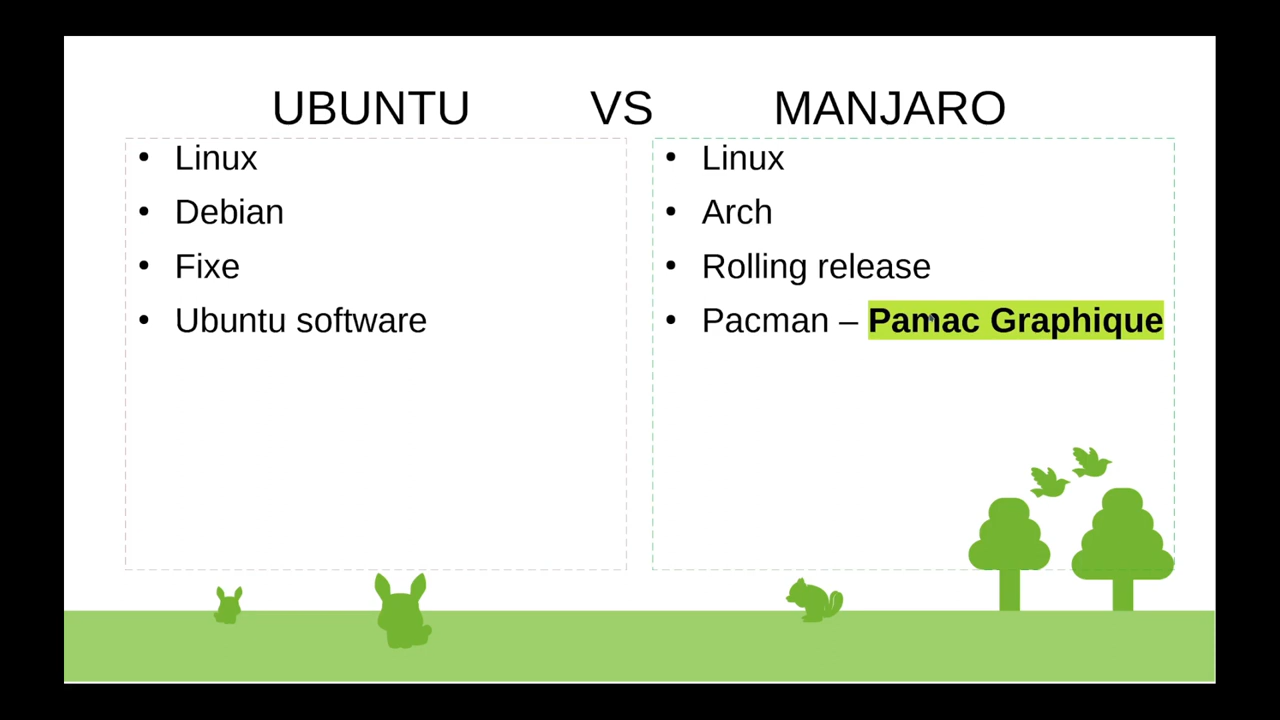 UBUNTU VS MANJARO
• Linux
• Debian
• Fixe
• Ubuntu software
• Linux
• Arch
• Rolling release
• Pacman – Pamac Graphique